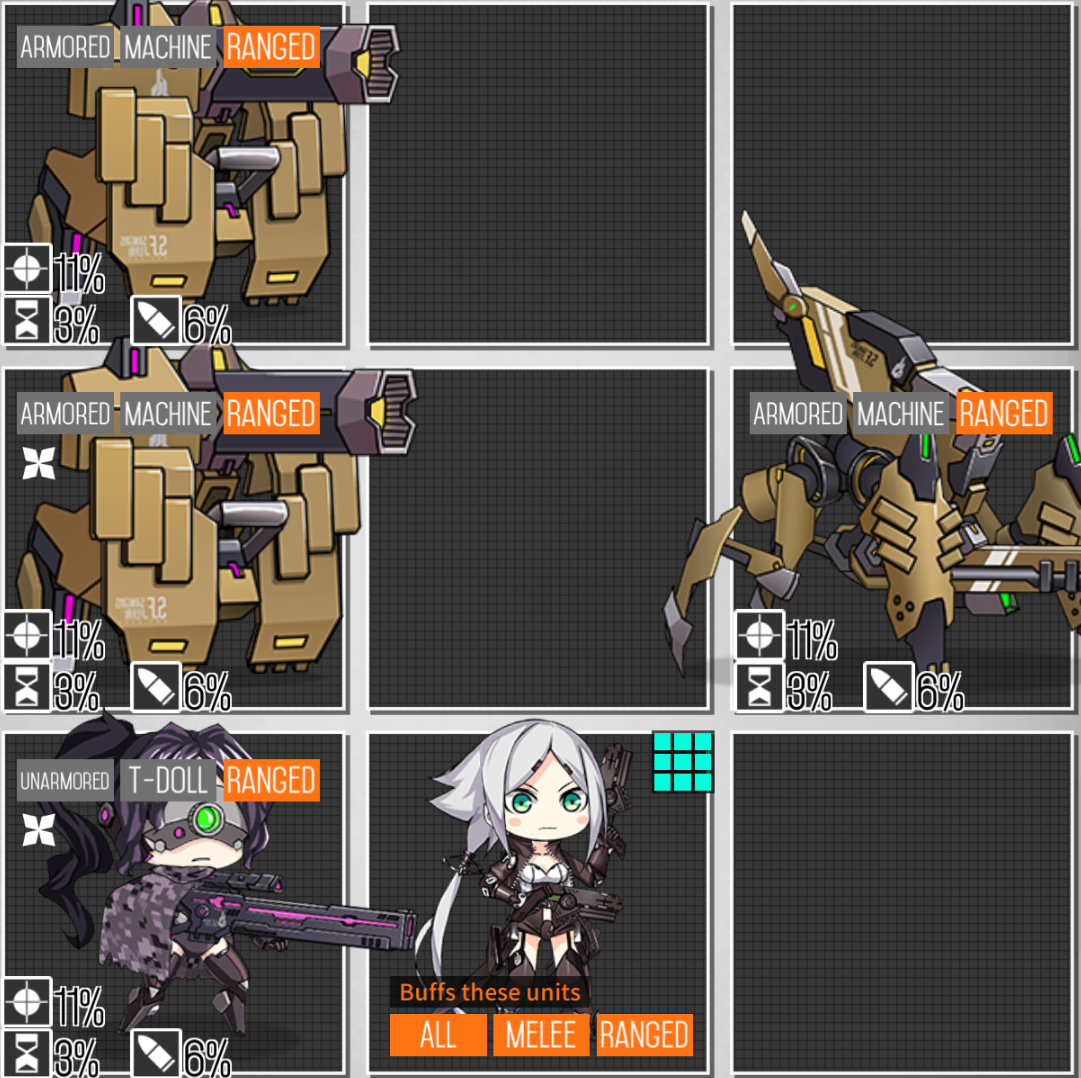 ARMORED MACHINE RANGED
11%
3% 6%
ARMORED MACHINE RANGED
ARMORED MACHINE RANGED
11%
3% 6%
11%
3% 6%
UNARMORED T-DOLL RANGED
11%
3% 6%
Buffs these units
ALL MELEE RANGED